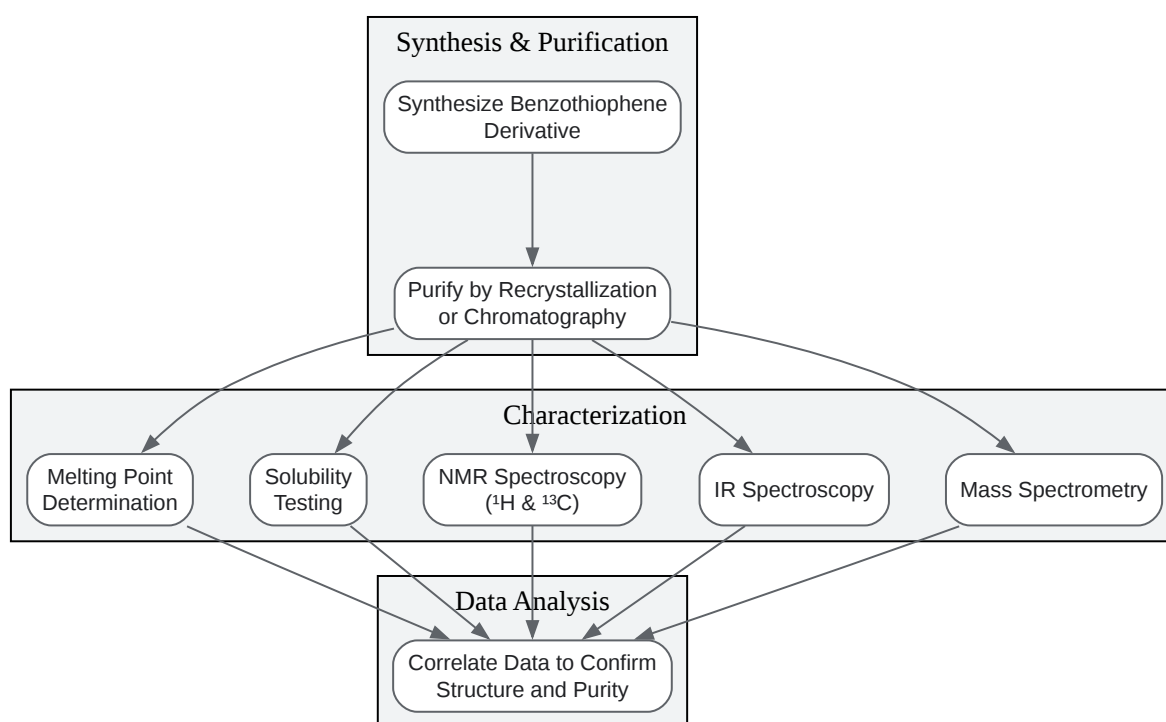 Synthesis & Purification
Synthesize Benzothiophene
Derivative
Purify by Recrystallization
or Chromatography
Characterization
Melting Point
Determination
Solubility
Testing
NMR Spectroscopy
(¹H & ¹³C)
IR Spectroscopy
Mass Spectrometry
Data Analysis
Correlate Data to Confirm
Structure and Purity